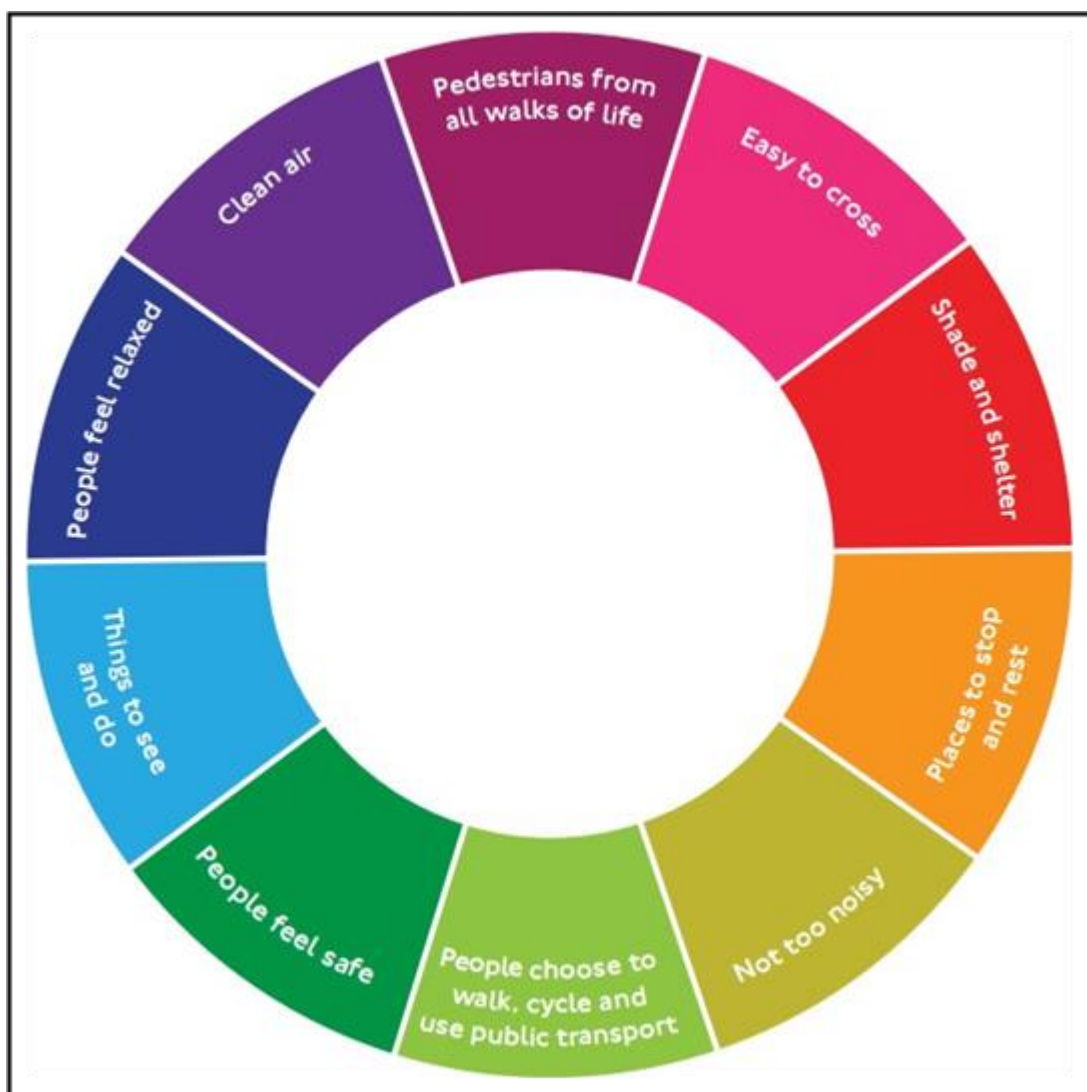 Pedestrians from
all walks of life
Easy to cross
Shade and shelter
Places to stop
and rest
Not too noisy
People choose to
walk, cycle and
use public transport
People feel safe
Things to see
and do
People feel relaxed
Clean air